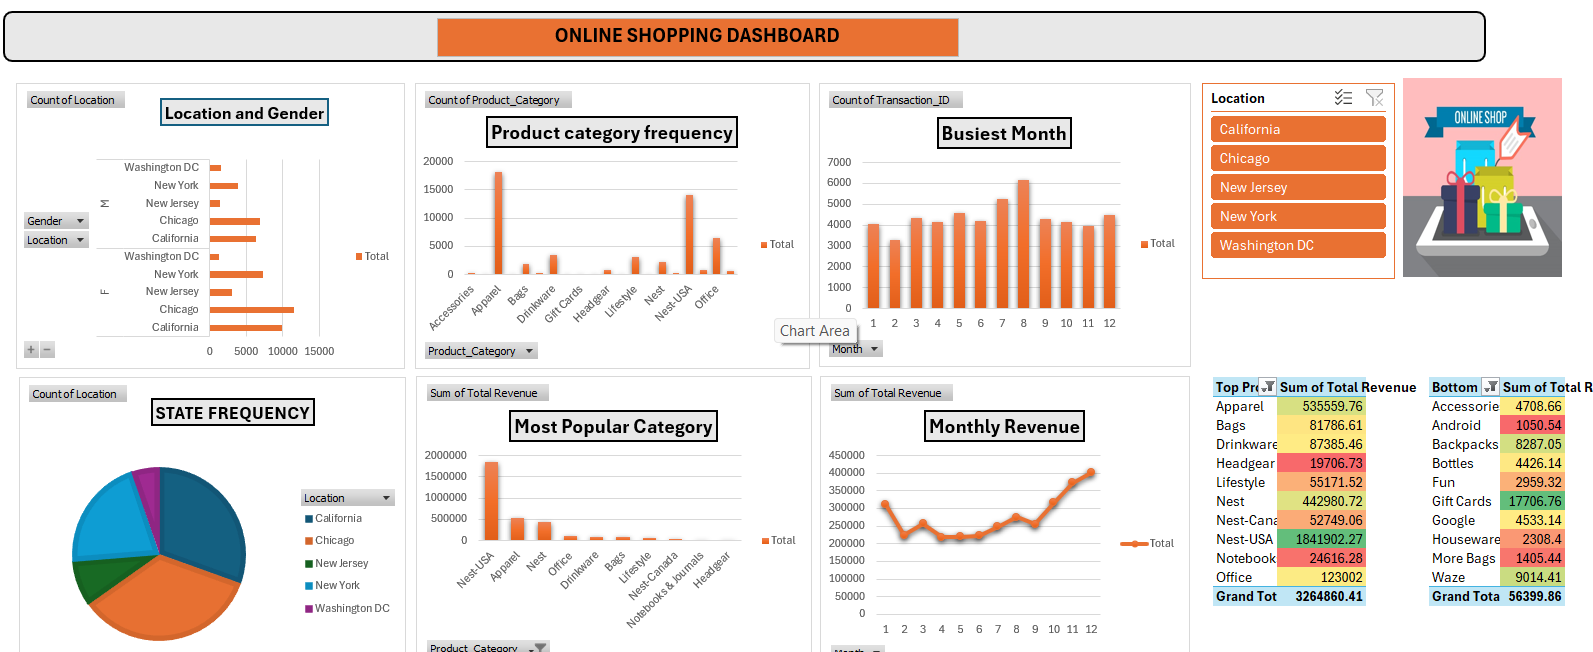 ONLINE SHOPPING DASHBOARD
Count of Location
Location and Gender
Washington DC
New York
New Jersey
Chicago
California
M
Washington DC
New York
New Jersey
Chicago
California
F
Gender
Location
Total
0 5000 10000 15000
Count of Product_Category
Product category frequency
20000
15000
10000
5000
0
Accessories
Apparel
Bags
Drinkware
Gift Cards
Headgear
Lifestyle
Nest
Nest-USA
Office
Total
Product_Category
Count of Transaction_ID
Busiest Month
7000
6000
5000
4000
3000
2000
1000
0
1 2 3 4 5 6 7 8 9 10 11 12
Total
Chart Area
Month
Location
California
Chicago
New Jersey
New York
Washington DC
ONLINE SHOP
Count of Location
STATE FREQUENCY
Location
California
Chicago
New Jersey
New York
Washington DC
Sum of Total Revenue
Most Popular Category
2000000
1500000
1000000
500000
0
Nest-USA
Apparel
Nest
Office
Drinkware
Bags
Lifestyle
Nest-Canada
Notebooks & Journals
Headgear
Total
Product_Category
Sum of Total Revenue
Monthly Revenue
450000
400000
350000
300000
250000
200000
150000
100000
50000
0
1 2 3 4 5 6 7 8 9 10 11 12
Total
Month
Top Pro Sum of Total Revenue
Apparel 535559.76
Bags 81786.61
Drinkware 87385.46
Headgear 19706.73
Lifestyle 55171.52
Nest 442980.72
Nest-Cana 52749.06
Nest-USA 1841902.27
Notebook 24616.28
Office 123002
Grand Tot 3264860.41
Bottom Sum of Total R
Accessorie 4708.66
Android 1050.54
Backpacks 8287.05
Bottles 4426.14
Fun 2959.32
Gift Cards 17706.76
Google 4533.14
Houseware 2308.4
More Bags 1405.44
Waze 9014.41
Grand Tota 56399.86